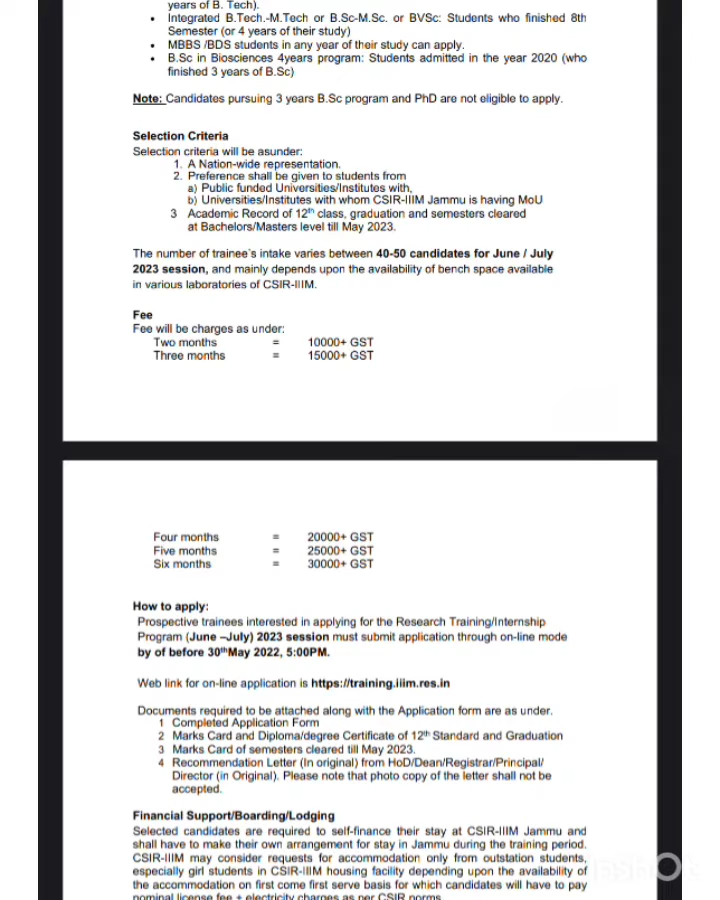 years of B. Tech).
• Integrated B.Tech.-M.Tech or B.Sc-M.Sc. or BVSc: Students who finished 8th
Semester (or 4 years of their study)
• MBBS /BDS students in any year of their study can apply.
• B.Sc in Biosciences 4years program: Students admitted in the year 2020 (who
finished 3 years of B.Sc)
Note: Candidates pursuing 3 years B.Sc program and PhD are not eligible to apply.
Selection Criteria
Selection criteria will be asunder:
1. A Nation-wide representation.
2. Preference shall be given to students from
a) Public funded Universities/Institutes with,
b) Universities/Institutes with whom CSIR-IIIM Jammu is having MoU
3 Academic Record of 12th class, graduation and semesters cleared
at Bachelors/Masters level till May 2023.
The number of trainee's intake varies between 40-50 candidates for June / July
2023 session, and mainly depends upon the availability of bench space available
in various laboratories of CSIR-IIIM.
Fee
Fee will be charges as under:
Two months = 10000+ GST
Three months = 15000+ GST
Four months = 20000+ GST
Five months = 25000+ GST
Six months = 30000+ GST
How to apply:
Prospective trainees interested in applying for the Research Training/Internship
Program (June –July) 2023 session must submit application through on-line mode
by of before 30thMay 2022, 5:00PM.
Web link for on-line application is https://training.iiim.res.in
Documents required to be attached along with the Application form are as under.
1 Completed Application Form
2 Marks Card and Diploma/degree Certificate of 12th Standard and Graduation
3 Marks Card of semesters cleared till May 2023.
4 Recommendation Letter (In original) from HoD/Dean/Registrar/Principal/
Director (in Original). Please note that photo copy of the letter shall not be
accepted.
Financial Support/Boarding/Lodging
Selected candidates are required to self-finance their stay at CSIR-IIIM Jammu and
shall have to make their own arrangement for stay in Jammu during the training period.
CSIR-IIIM may consider requests for accommodation only from outstation students,
especially girl students in CSIR-IIIM housing facility depending upon the availability of
the accommodation on first come first serve basis for which candidates will have to pay
nominal license fee + electricity charges as per CSIR norms
InshOt